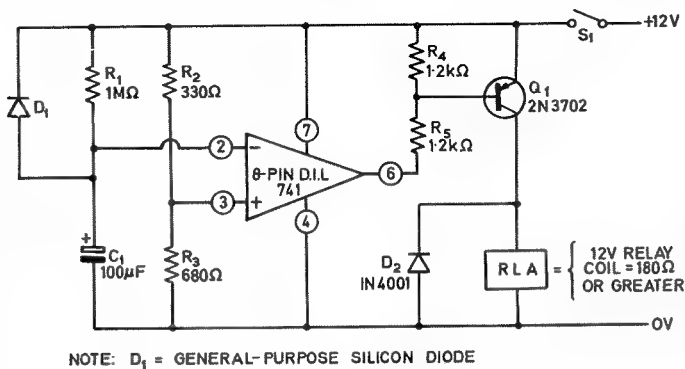 S1
+12V
R1
1MΩ
R2
330Ω
R4
1·2kΩ
Q1
2N3702
D1
7
2
-
8-PIN D.I.L
741
6
R5
1·2kΩ
3
+
4
+
C1
100μF
R3
680Ω
D2
IN4001
RLA
=
12V RELAY
COIL = 180Ω
OR GREATER
0V
NOTE: D1 = GENERAL-PURPOSE SILICON DIODE